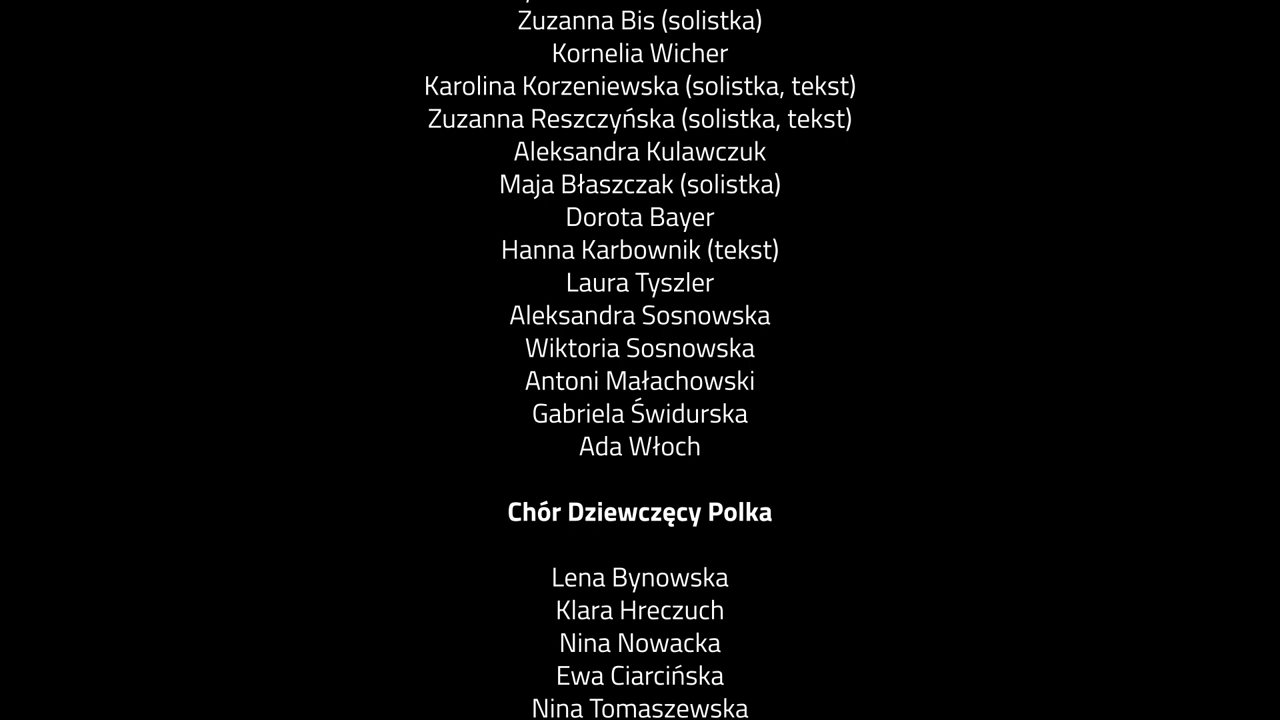 Zuzanna Bis (solistka)
Kornelia Wicher
Karolina Korzeniewska (solistka, tekst)
Zuzanna Reszczyńska (solistka, tekst)
Aleksandra Kulawczuk
Maja Błaszczak (solistka)
Dorota Bayer
Hanna Karbownik (tekst)
Laura Tyszler
Aleksandra Sosnowska
Wiktoria Sosnowska
Antoni Małachowski
Gabriela Świdurska
Ada Włoch
Chór Dziewczęcy Polka
Lena Bynowska
Klara Hreczuch
Nina Nowacka
Ewa Ciarcińska
Nina Tomaszewska